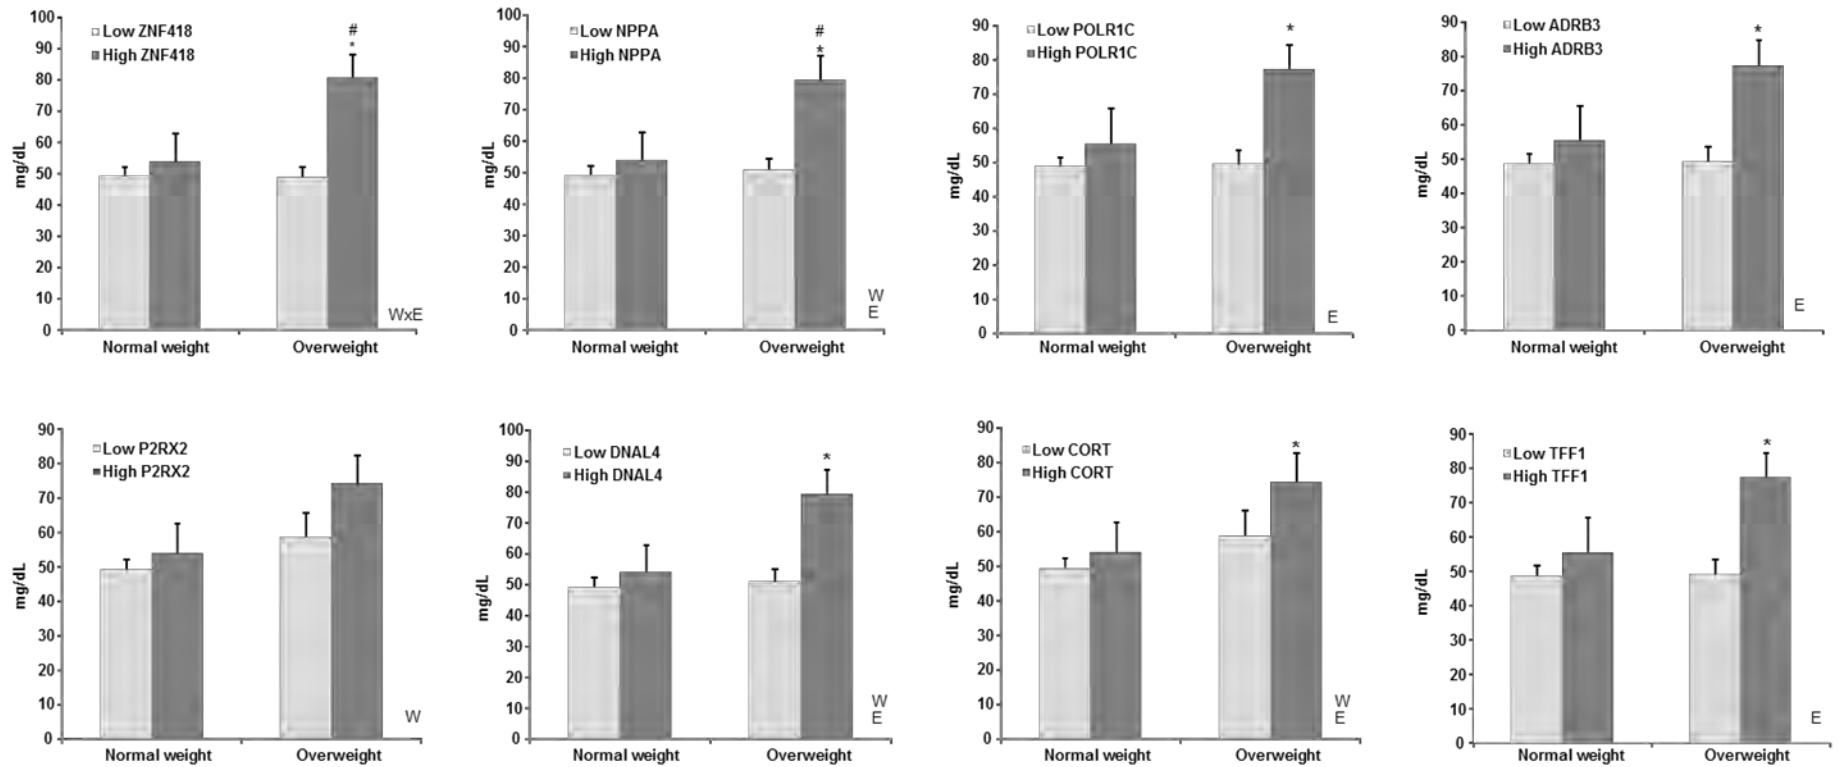 Low ZNF418
High ZNF418
#
*
mg/dL
100
90
80
70
60
50
40
30
20
10
0
WxE
Normal weight
Overweight
Low NPPA
High NPPA
#
*
mg/dL
100
90
80
70
60
50
40
30
20
10
0
W
E
Normal weight
Overweight
Low POLR1C
High POLR1C
*
mg/dL
90
80
70
60
50
40
30
20
10
0
E
Normal weight
Overweight
Low ADRB3
High ADRB3
*
mg/dL
90
80
70
60
50
40
30
20
10
0
E
Normal weight
Overweight
Low P2RX2
High P2RX2
mg/dL
90
80
70
60
50
40
30
20
10
0
W
Normal weight
Overweight
Low DNAL4
High DNAL4
*
mg/dL
100
90
80
70
60
50
40
30
20
10
0
W
E
Normal weight
Overweight
Low CORT
High CORT
*
mg/dL
90
80
70
60
50
40
30
20
10
0
W
E
Normal weight
Overweight
Low TFF1
High TFF1
*
mg/dL
90
80
70
60
50
40
30
20
10
0
E
Normal weight
Overweight